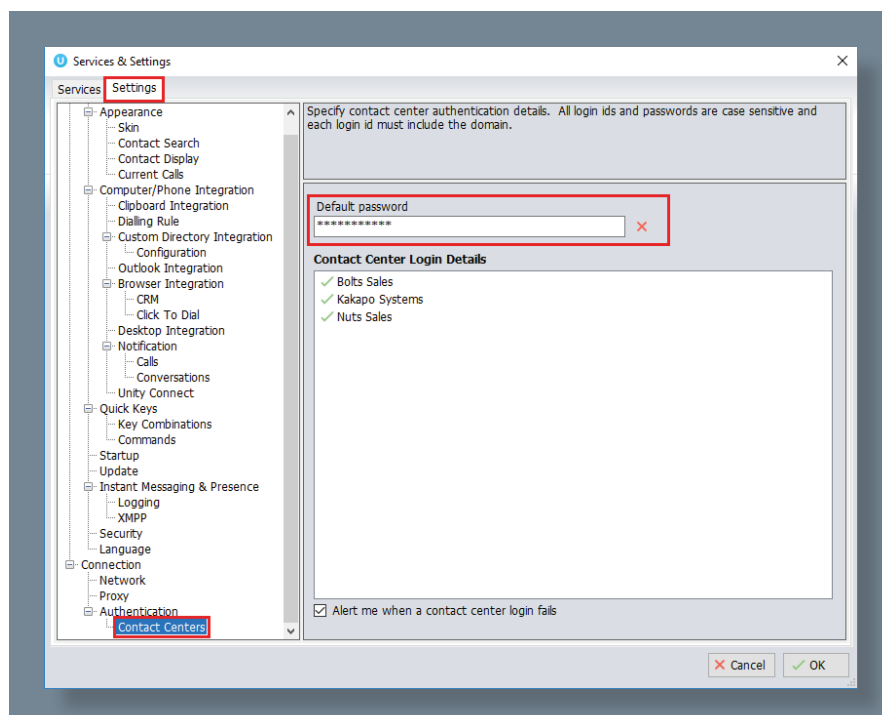 Services & Settings
Services
Settings
Appearance
Skin
Contact Search
Contact Display
Current Calls
Computer/Phone Integration
Clipboard Integration
Dialling Rule
Custom Directory Integration
Configuration
Outlook Integration
Browser Integration
CRM
Click To Dial
Desktop Integration
Notification
Calls
Conversations
Unity Connect
Quick Keys
Key Combinations
Commands
Startup
Update
Instant Messaging & Presence
Logging
XMPP
Security
Language
Connection
Network
Proxy
Authentication
Contact Centers
Specify contact center authentication details. All login ids and passwords are case sensitive and
each login id must include the domain.
Default password
***********
Contact Center Login Details
Bolts Sales
Kakapo Systems
Nuts Sales
Alert me when a contact center login fails
Cancel
OK